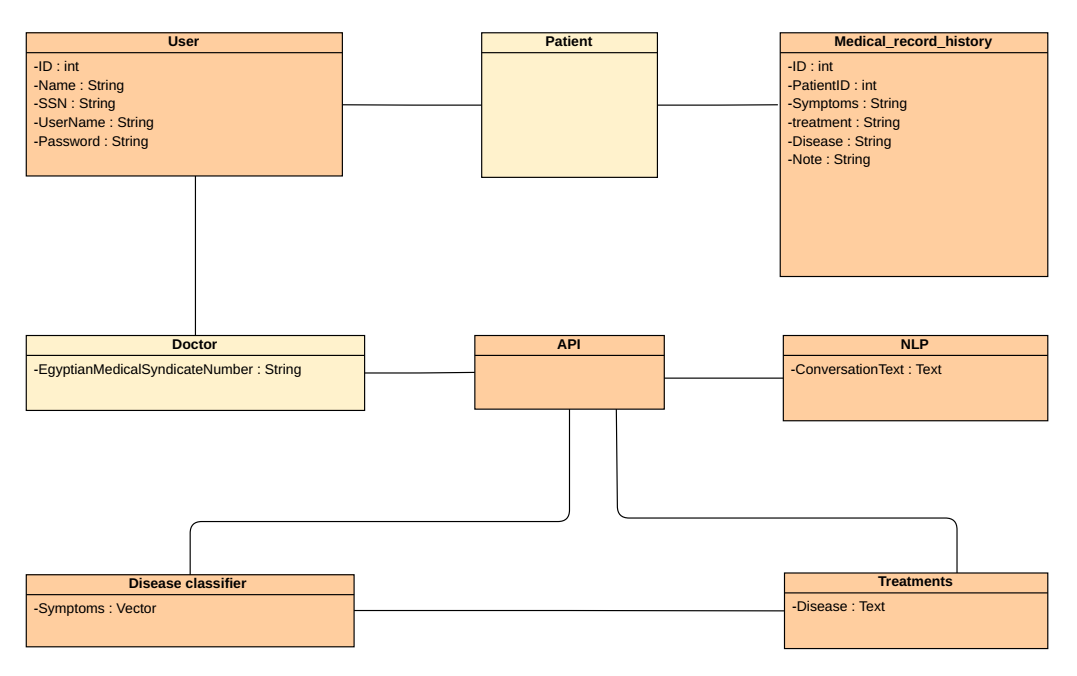 User
-ID : int
-Name : String
-SSN : String
-UserName : String
-Password : String
Patient
Medical_record_history
-ID : int
-PatientID : int
-Symptoms : String
-treatment : String
-Disease : String
-Note : String
Doctor
-EgyptianMedicalSyndicateNumber : String
API
NLP
-ConversationText : Text
Disease classifier
-Symptoms : Vector
Treatments
-Disease : Text